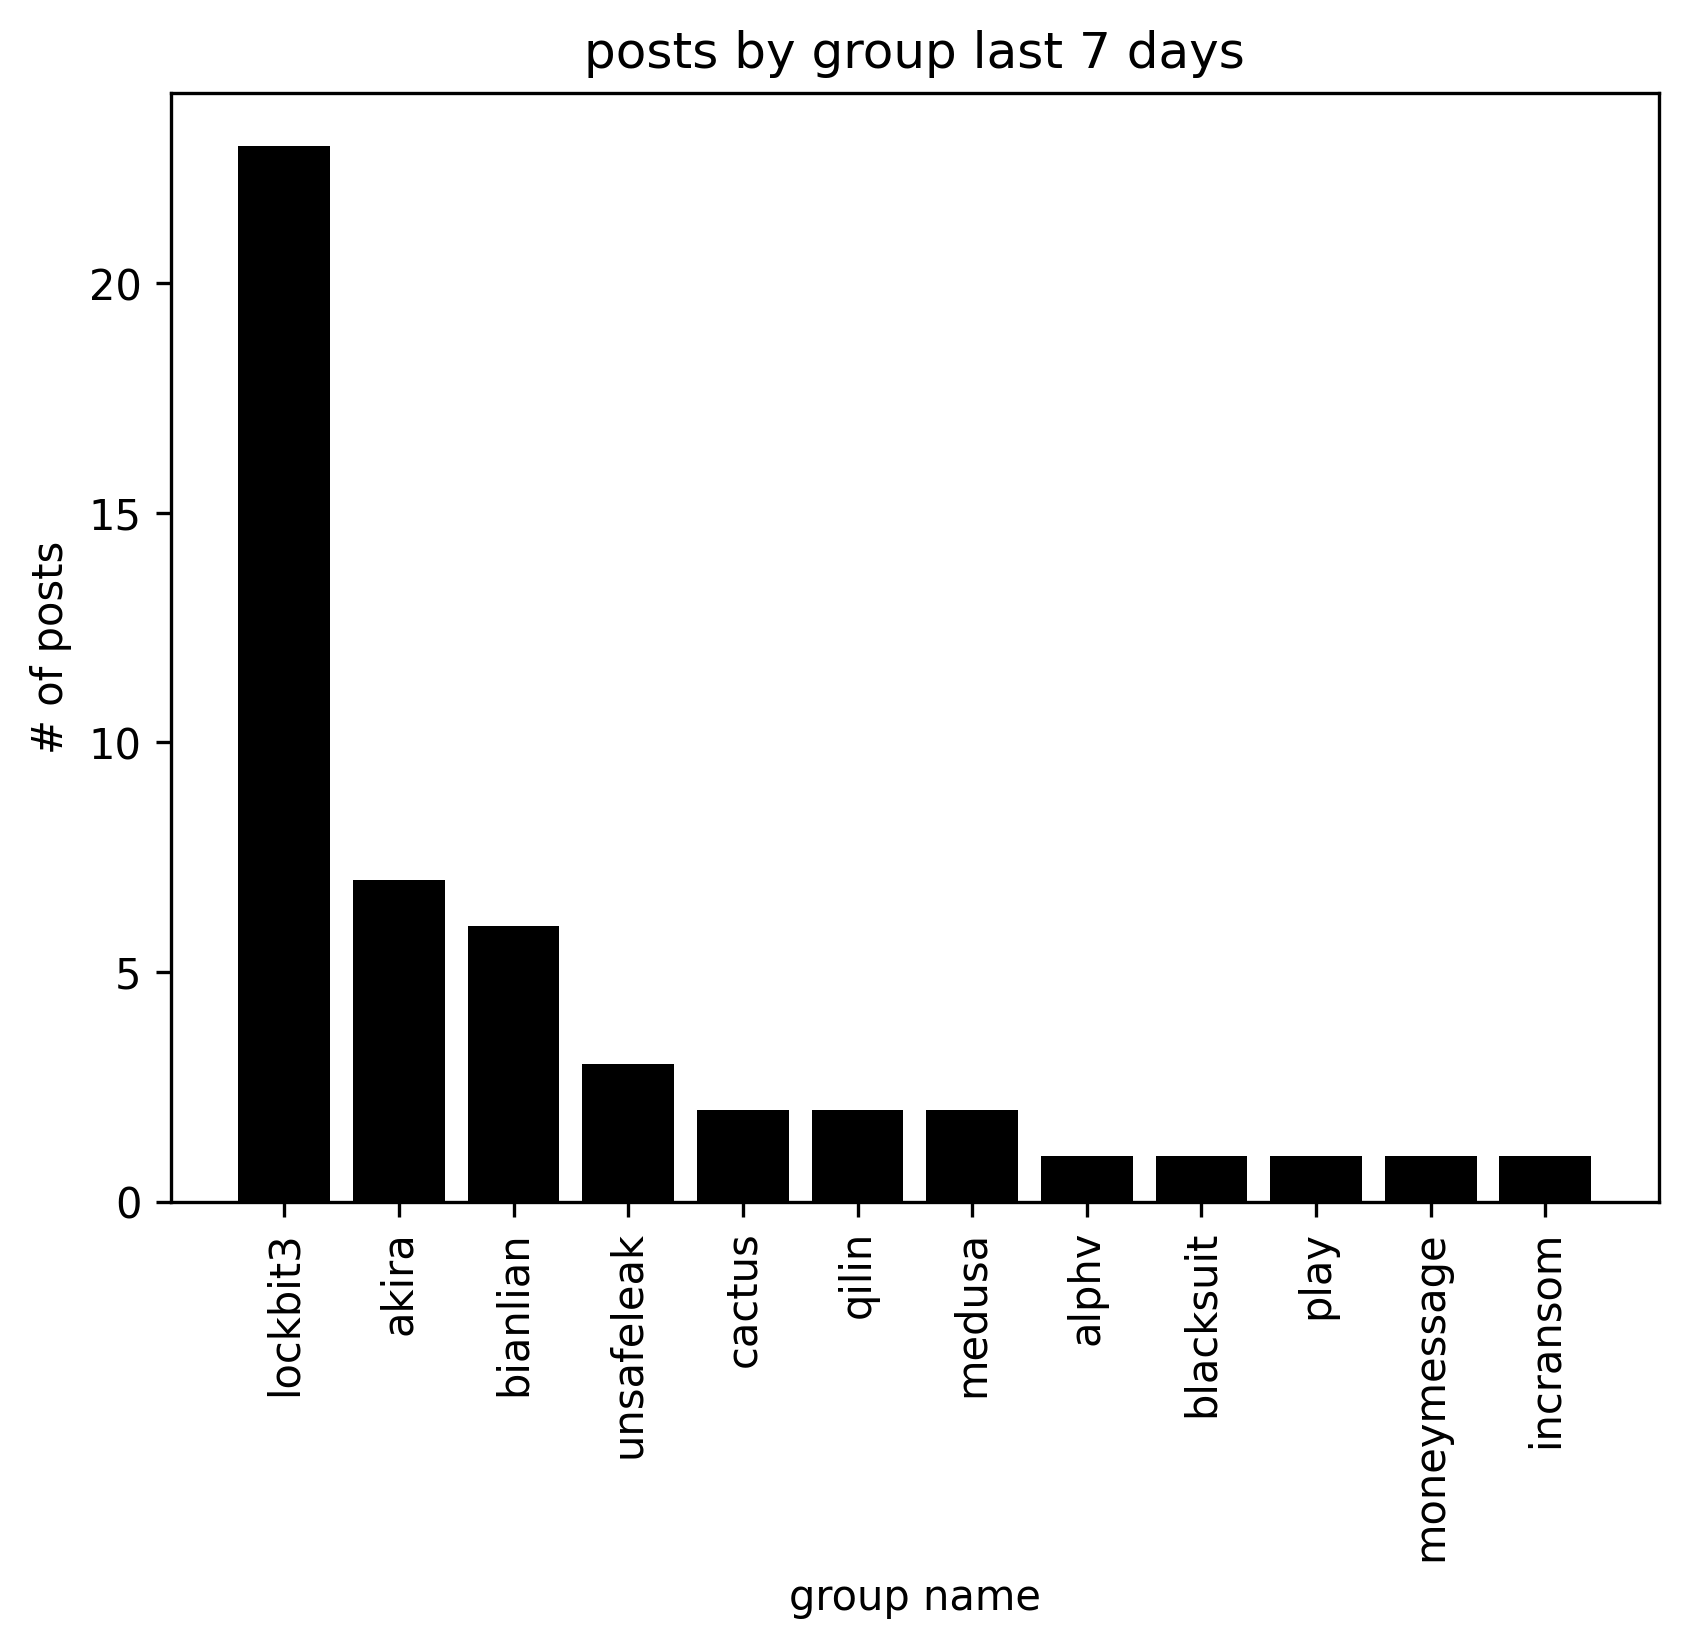 posts by group last 7 days
# of posts
20
15
10
5
0
lockbit3
akira
bianlian
unsafeleak
cactus
qilin
medusa
alphv
blacksuit
play
moneymessage
incransom
group name